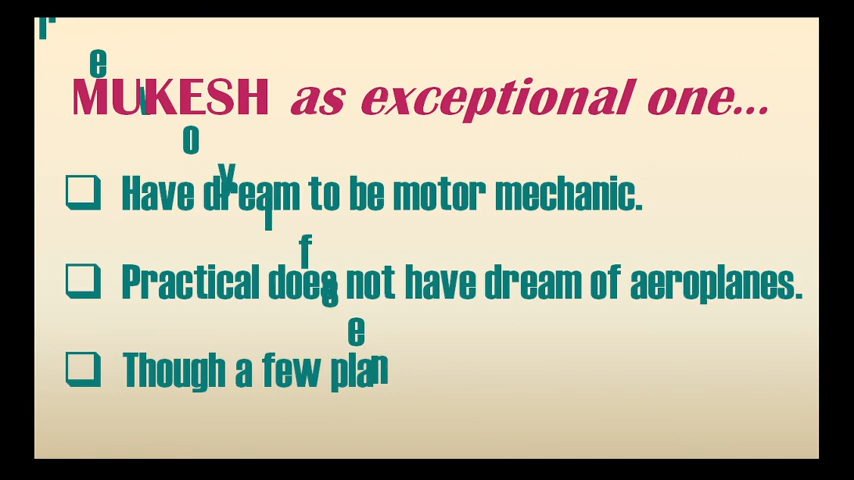 MUKESH as exceptional one...
❑ Have dream to be motor mechanic.
❑ Practical does not have dream of aeroplanes.
❑ Though a few plan